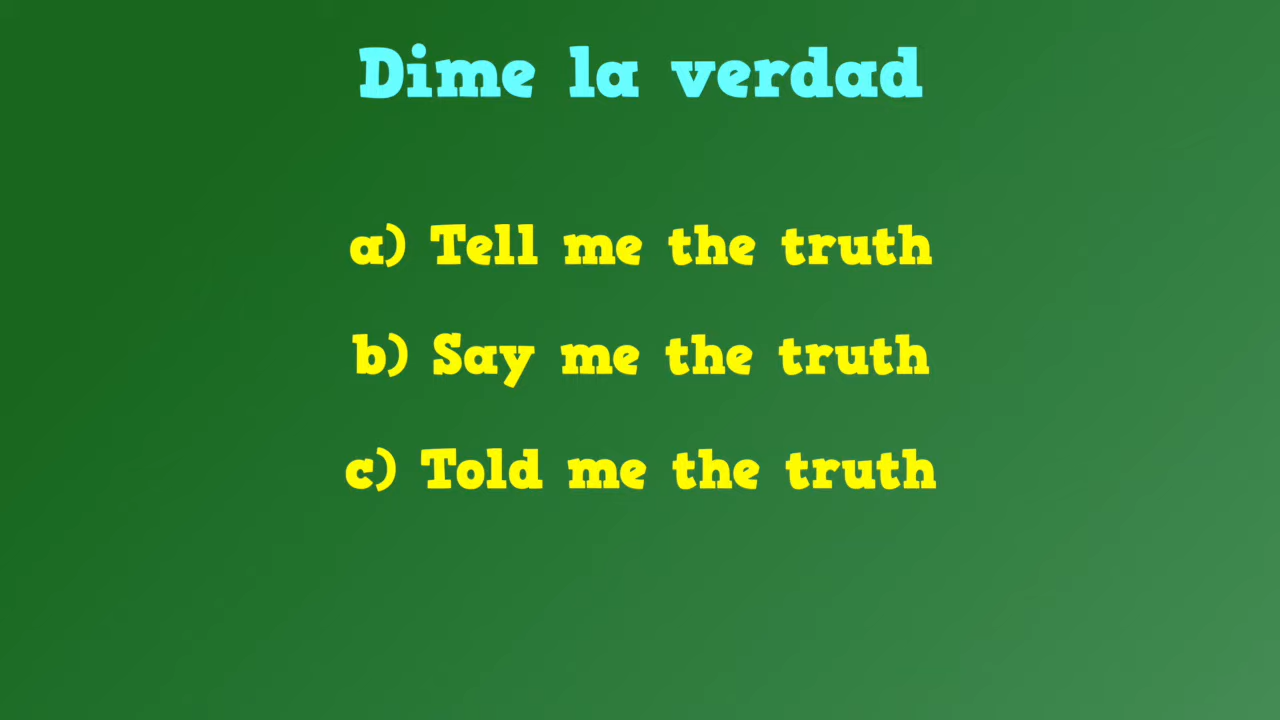 Dime la verdad
a) Tell me the truth
b) Say me the truth
c) Told me the truth